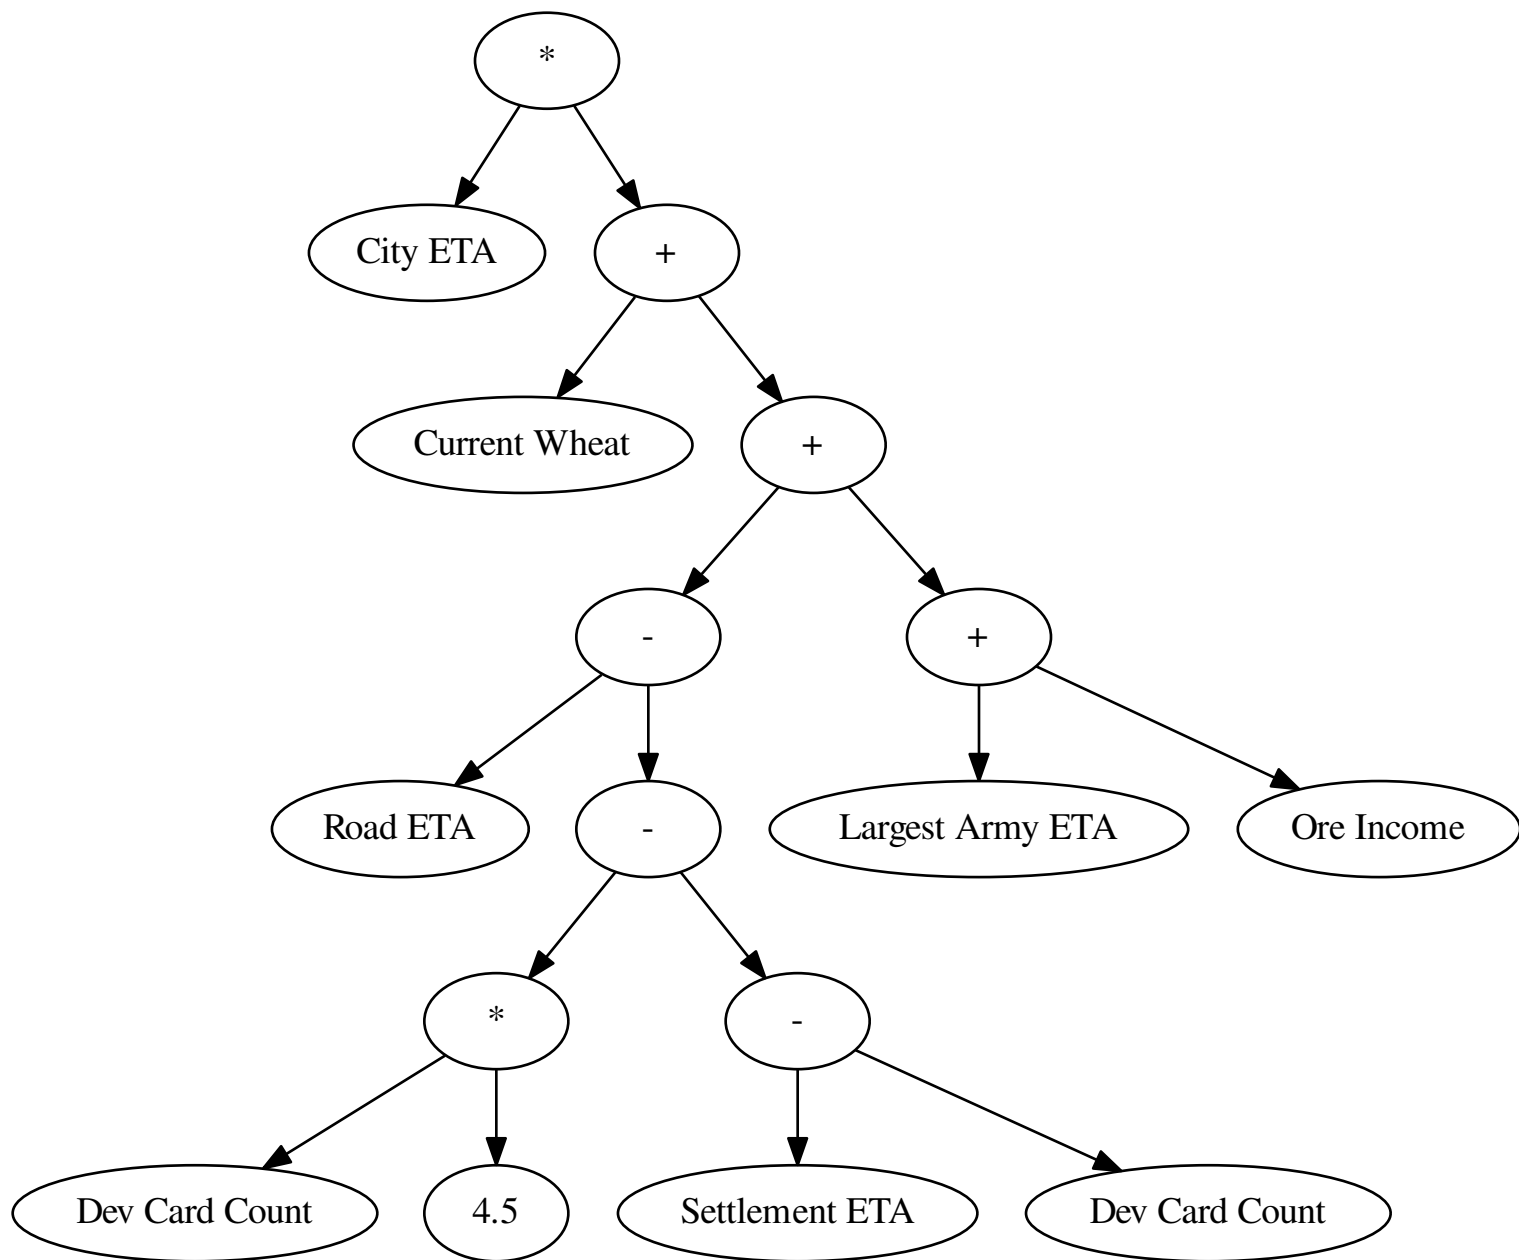 *
City ETA
+
Current Wheat
+
-
+
Road ETA
-
Largest Army ETA
Ore Income
*
-
Dev Card Count
4.5
Settlement ETA
Dev Card Count